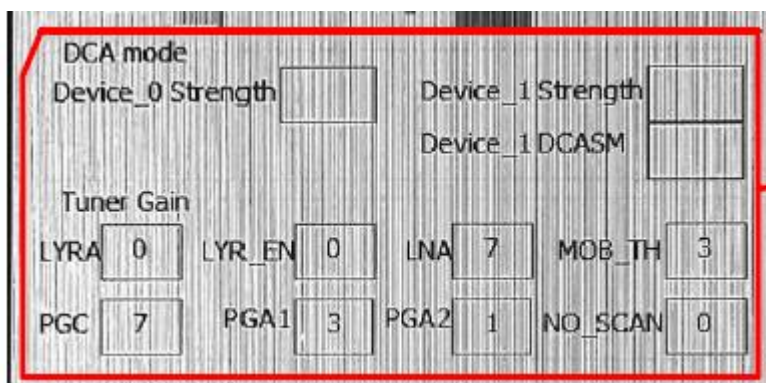 DCA mode
Device_0 Strength Device_1 Strength
Device_1 DCASM
Tuner Gain
LYRA 0 LYR_EN 0 LNA 7 MOB_TH 3
PGC 7 PGA1 3 PGA2 1 NO_SCAN 0